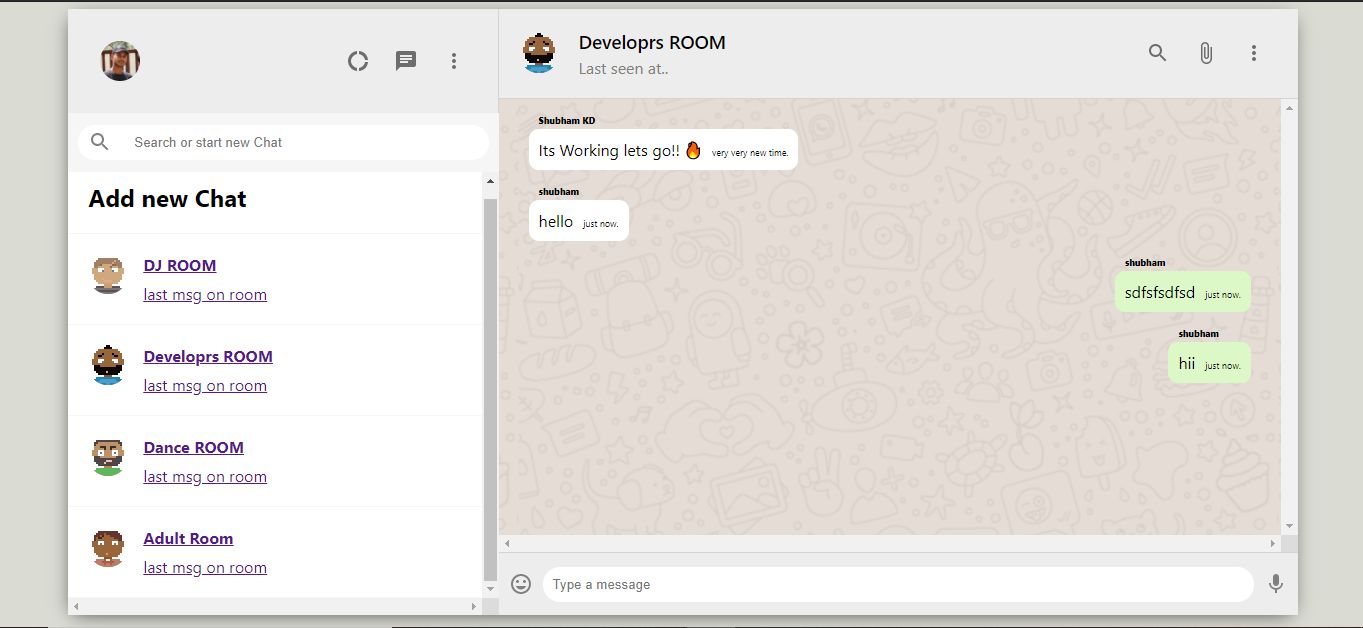 Search or start new Chat
Add new Chat
DJ ROOM
last msg on room
Developrs ROOM
last msg on room
Dance ROOM
last msg on room
Adult Room
last msg on room
Developrs ROOM
Last seen at..
Shubham KD
Its Working lets go!! 🔥 very very new time.
shubham
hello just now.
shubham
sdfsfsdfsd just now.
shubham
hii just now.
Type a message